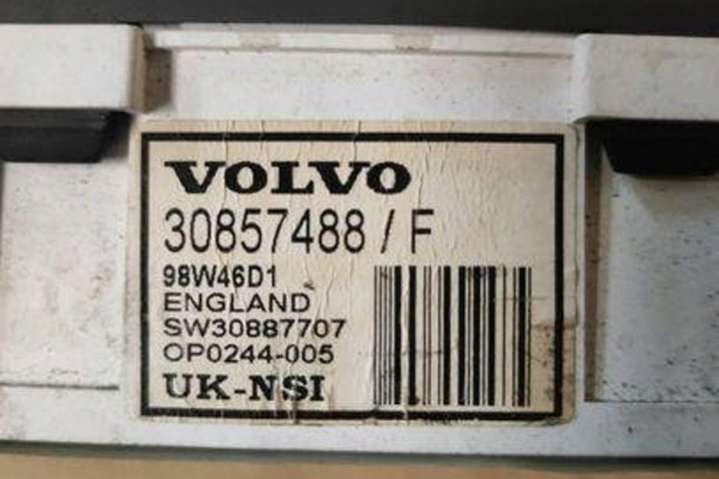 VOLVO
30857488 / F
98W46D1
ENGLAND
SW30887707
OP0244-005
UK-NSI